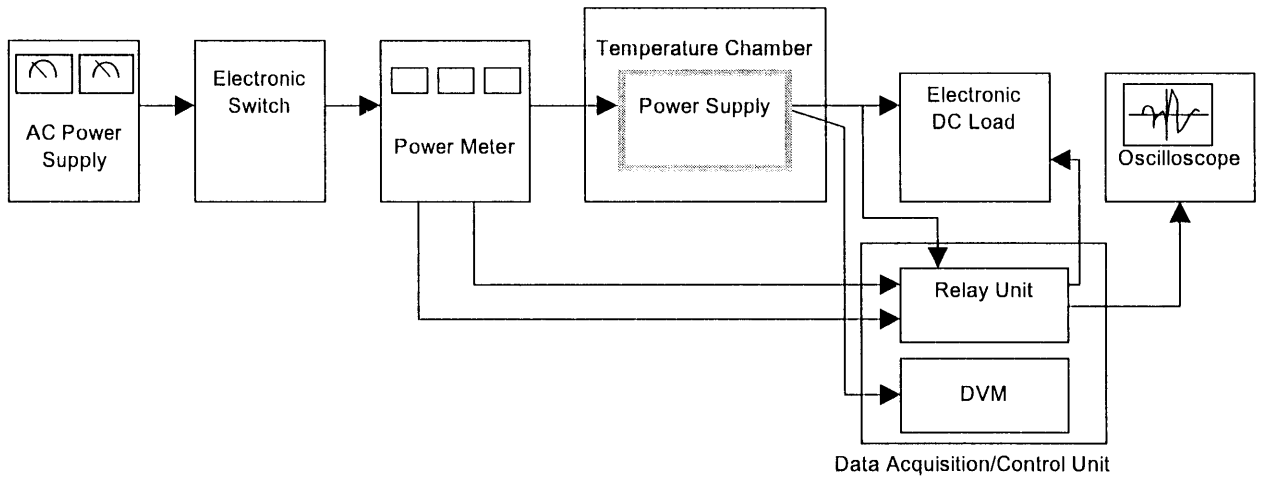 AC Power
Supply
Electronic
Switch
Power Meter
Temperature Chamber
Power Supply
Electronic
DC Load
Oscilloscope
Relay Unit
DVM
Data Acquisition/Control Unit